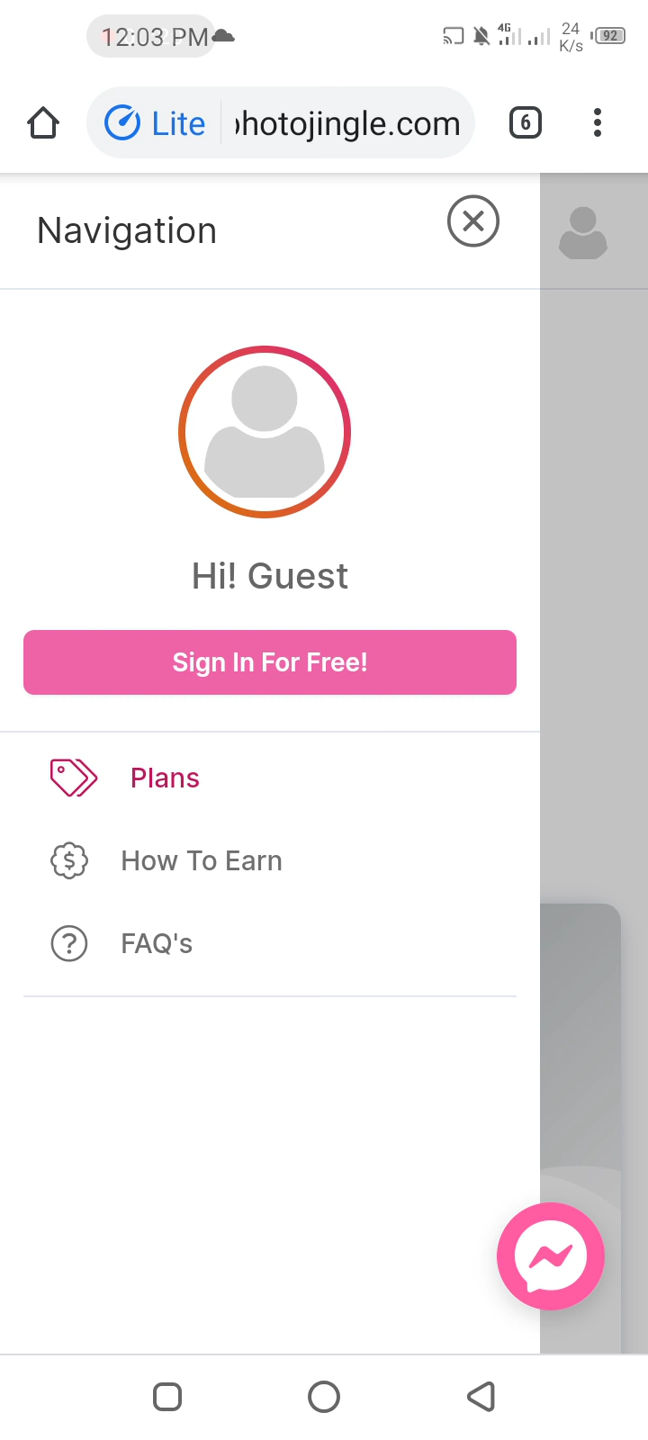 12:03 PM
4G
24
K/s
92
Lite
hotojingle.com
6
Navigation
Hi! Guest
Sign In For Free!
Plans
How To Earn
FAQ's